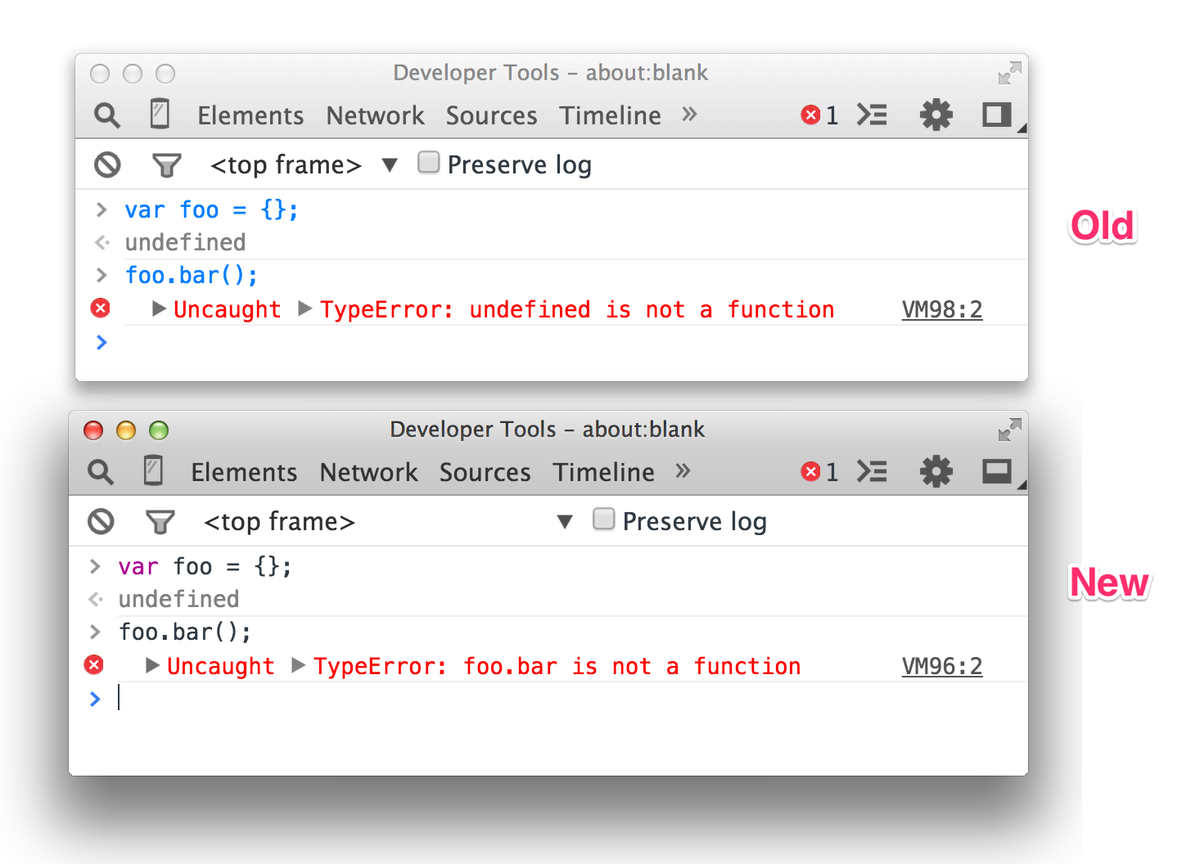 Developer Tools – about:blank
Elements Network Sources Timeline » 1
<top frame> ▼ Preserve log
> var foo = {};
undefined
> foo.bar();
▶ Uncaught ▶ TypeError: undefined is not a function VM98:2
>
Old
Developer Tools – about:blank
Elements Network Sources Timeline » 1
<top frame> ▼ Preserve log
> var foo = {};
undefined
> foo.bar();
▶ Uncaught ▶ TypeError: foo.bar is not a function VM96:2
>
New